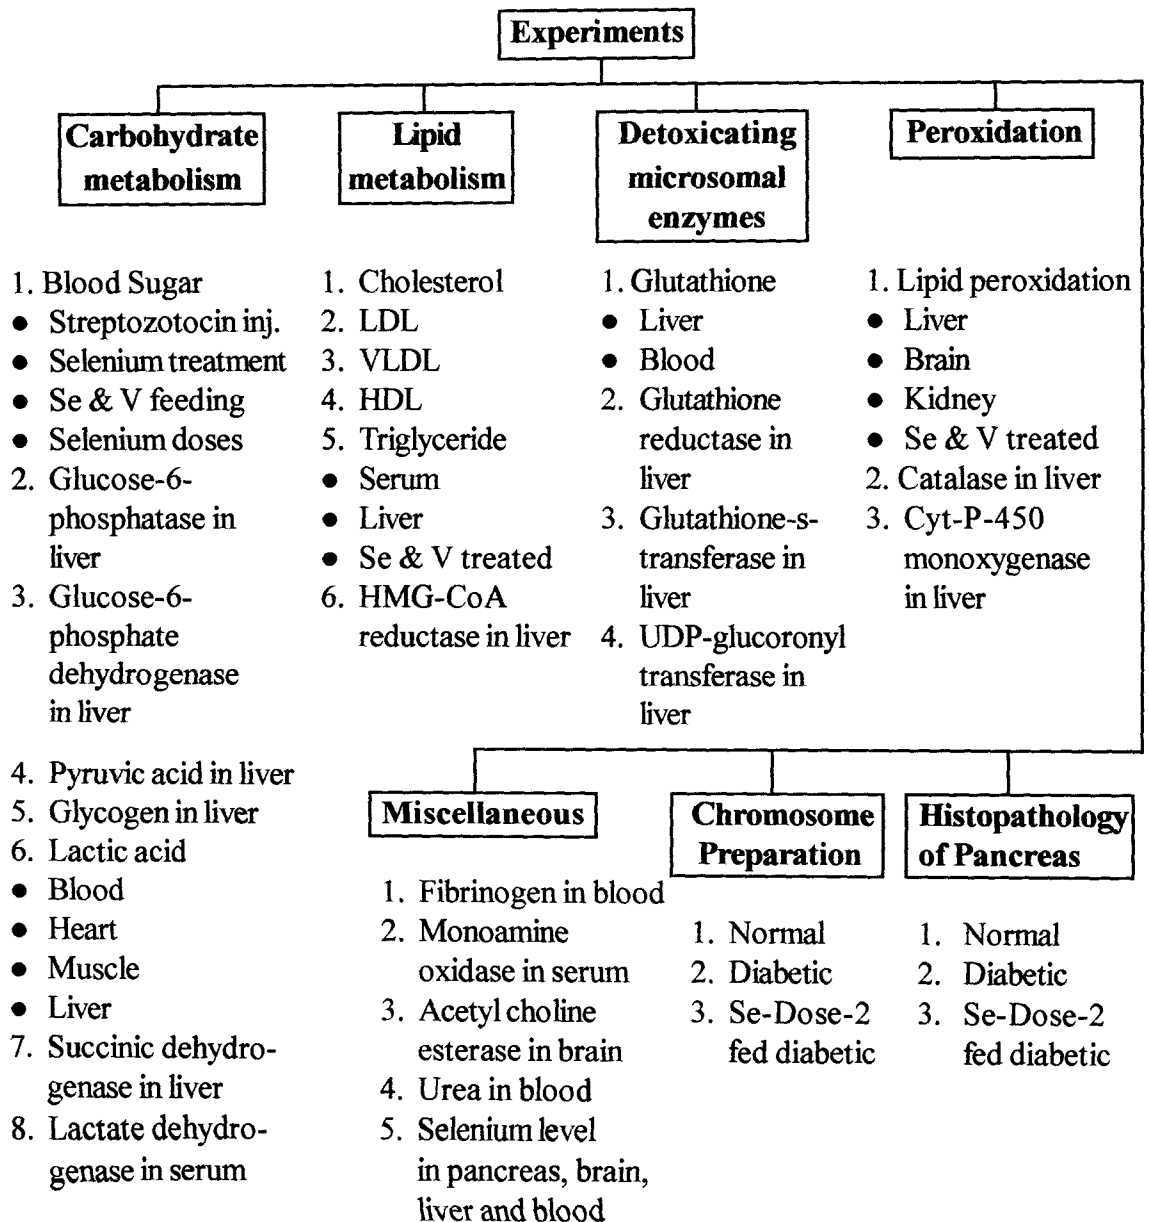 Experiments
Carbohydrate
metabolism
1. Blood Sugar
● Streptozotocin inj.
● Selenium treatment
● Se & V feeding
● Selenium doses
2. Glucose-6-
phosphatase in
liver
3. Glucose-6-
phosphate
dehydrogenase
in liver
4. Pyruvic acid in liver
5. Glycogen in liver
6. Lactic acid
● Blood
● Heart
● Muscle
● Liver
7. Succinic dehydro-
genase in liver
8. Lactate dehydro-
genase in serum
Lipid
metabolism
1. Cholesterol
2. LDL
3. VLDL
4. HDL
5. Triglyceride
● Serum
● Liver
● Se & V treated
6. HMG-CoA
reductase in liver
Detoxicating
microsomal
enzymes
1. Glutathione
● Liver
● Blood
2. Glutathione
reductase in
liver
3. Glutathione-s-
transferase in
liver
4. UDP-glucoronyl
transferase in
liver
Peroxidation
1. Lipid peroxidation
● Liver
● Brain
● Kidney
● Se & V treated
2. Catalase in liver
3. Cyt-P-450
monoxygenase
in liver
Miscellaneous
1. Fibrinogen in blood
2. Monoamine
oxidase in serum
3. Acetyl choline
esterase in brain
4. Urea in blood
5. Selenium level
in pancreas, brain,
liver and blood
Chromosome
Preparation
1. Normal
2. Diabetic
3. Se-Dose-2
fed diabetic
Histopathology
of Pancreas
1. Normal
2. Diabetic
3. Se-Dose-2
fed diabetic